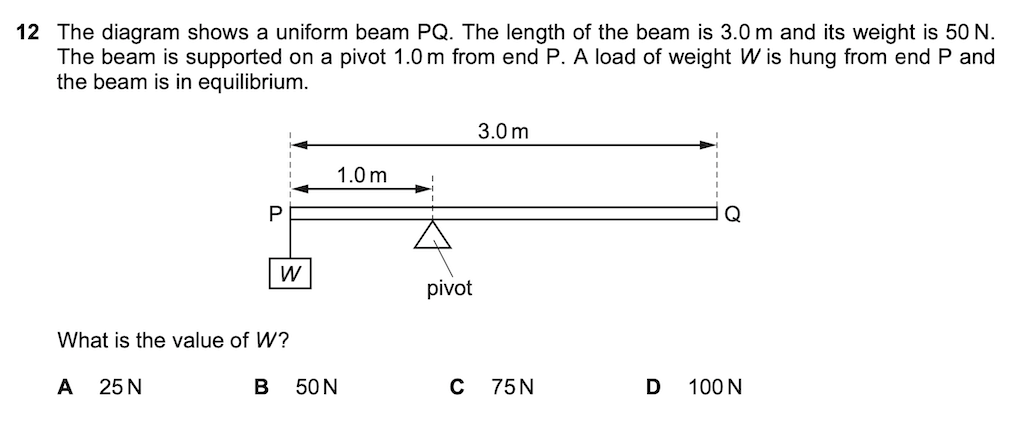 12 The diagram shows a uniform beam PQ. The length of the beam is 3.0 m and its weight is 50 N.
The beam is supported on a pivot 1.0 m from end P. A load of weight W is hung from end P and
the beam is in equilibrium.
3.0 m
1.0 m
P
Q
W
pivot
What is the value of W?
A 25 N B 50 N C 75 N D 100 N